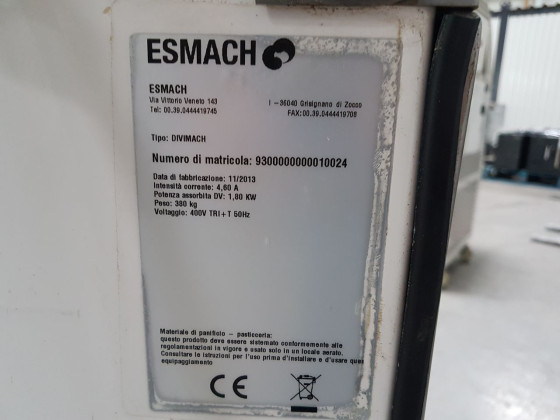 ESMACH
ESMACH
Via Vittorio Veneto 143
I - 36040 Grisignano di Zocco
Tel: 00.39.0444419745
FAX:00.39.0444419708
Tipo: DIVIMACH
Numero di matricola: 9300000000010024
Data di fabbricazione: 11/2013
Intensità corrente: 4,60 A
Potenza assorbita DV: 1,80 KW
Peso: 380 kg
Voltaggio: 400V TRI+T 50Hz
Materiale di panificio - pasticceria:
questo prodotto deve essere sistemato conformemente alle
regolamentazioni in vigore e usato solo in un locale aerato.
Consultare le istruzioni per l'uso prima d'installare e d'usare ques
equipaggiamento
CE